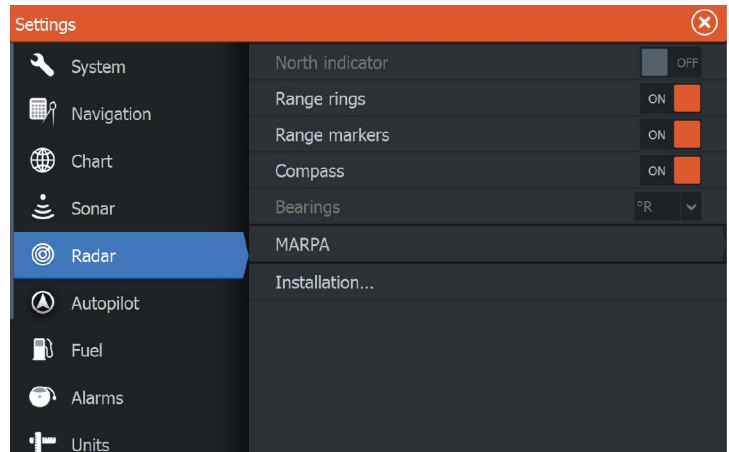 Settings
System
Navigation
Chart
Sonar
Radar
Autopilot
Fuel
Alarms
Units
North indicator OFF
Range rings ON
Range markers ON
Compass ON
Bearings °R
MARPA
Installation...